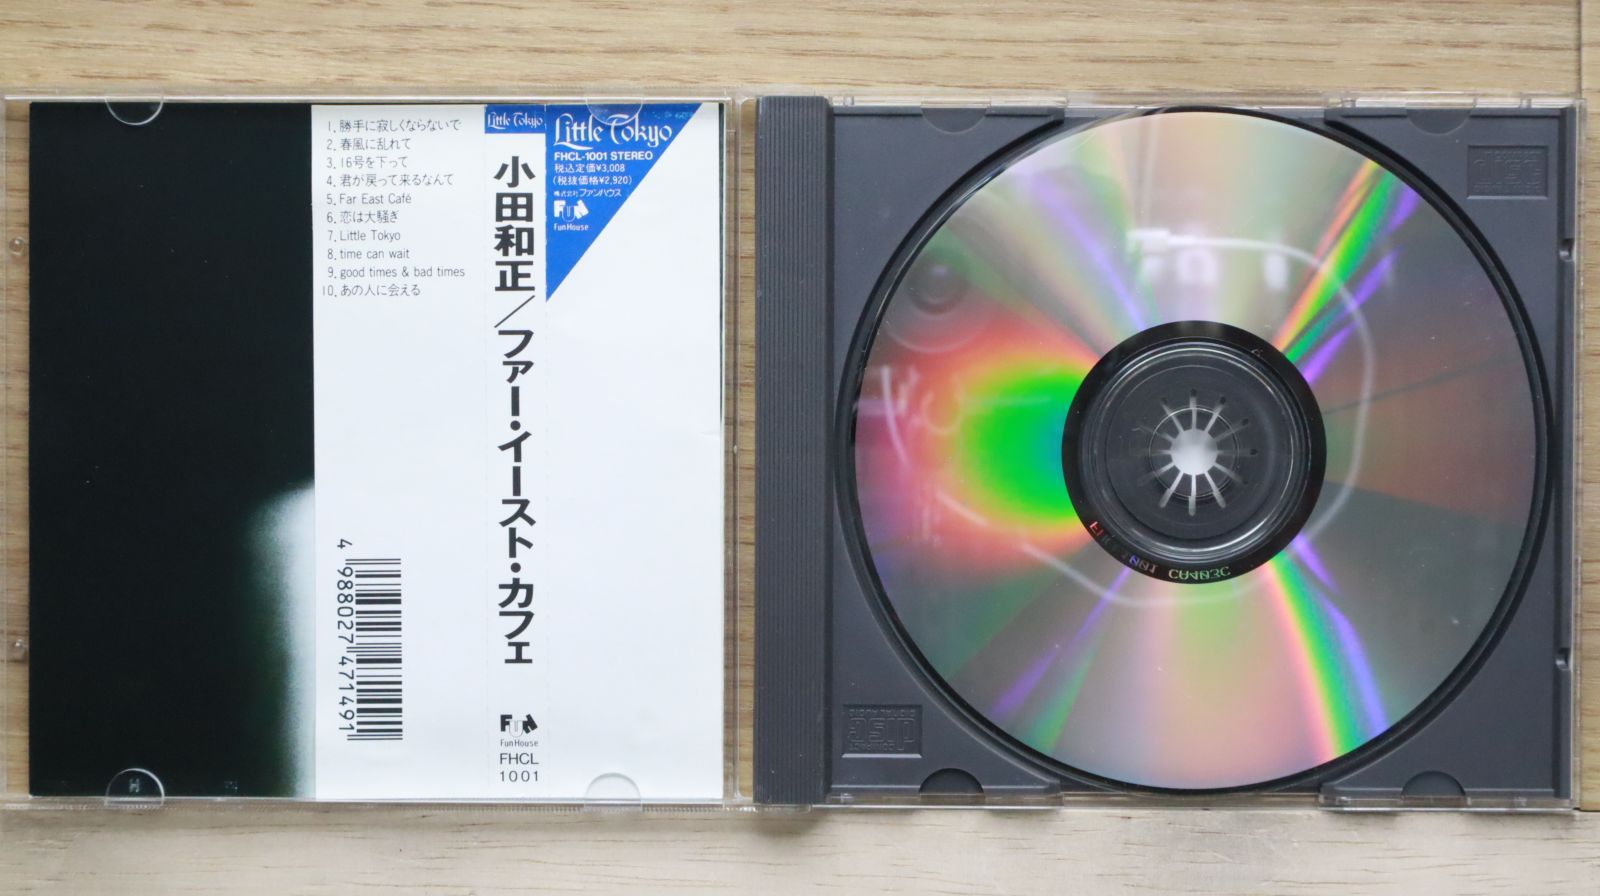 1. 勝手に寂しくならないで
2. 春風に乱れて
3. 16号を下って
4. 君が戻って来るなんて
5. Far East Café
6. 恋は大騒ぎ
7. Little Tokyo
8. time can wait
9. good times & bad times
10. あの人に会える
4 988027 471491
Little Tokyo
小田和正/ファー・イースト・カフェ
FUN
FunHouse
FHCL
1001
Little Tokyo
FHCL-1001 STEREO
税込定価¥3,008
(税抜価格¥2,920)
株式会社ファンハウス
FUN
FunHouse